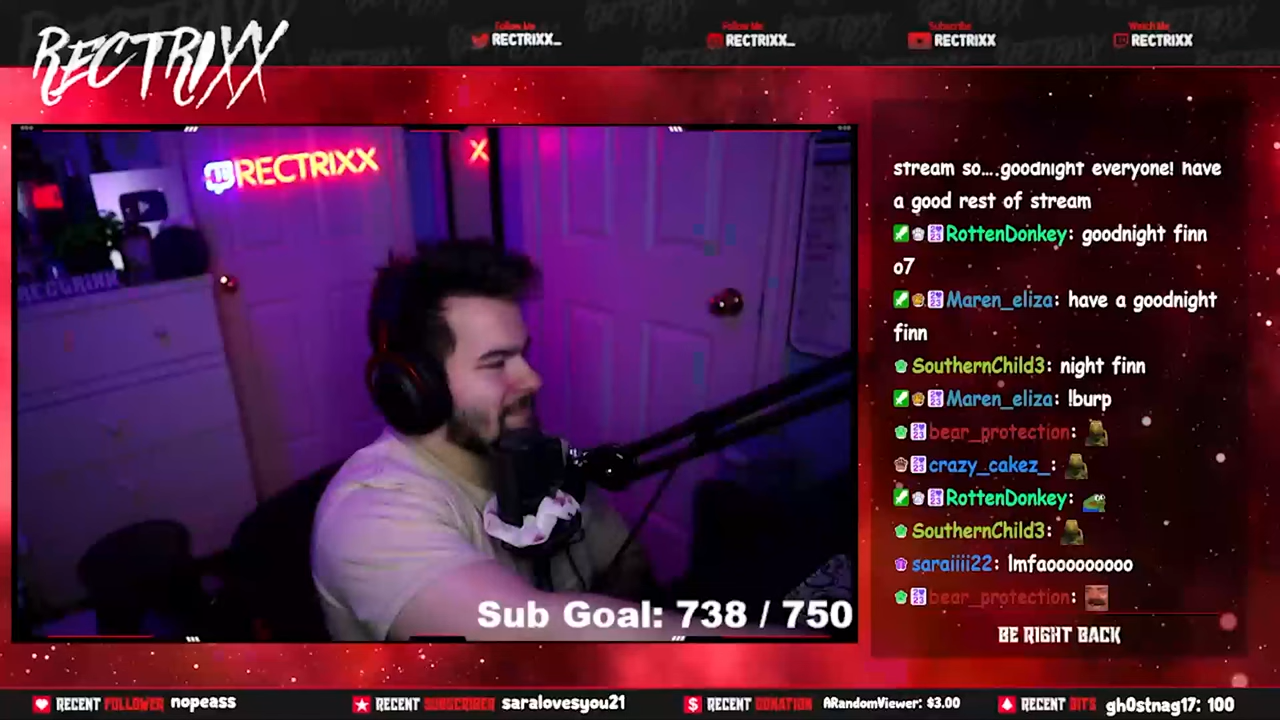 RECTRIXX
Follow Me
RECTRIXX_
Follow Me
RECTRIXX_
Subscribe
RECTRIXX
Watch Me
RECTRIXX
RECTRIXX
X
RECTRIXX
stream so....goodnight everyone! have
a good rest of stream
RottenDonkey: goodnight finn
o7
Maren_eliza: have a goodnight
finn
SouthernChild3: night finn
Maren_eliza: !burp
bear_protection:
crazy_cakez_:
RottenDonkey:
SouthernChild3:
saraiiii22: lmfaooooooooo
bear_protection:
BE RIGHT BACK
Sub Goal: 738 / 750
RECENT FOLLOWER nopeass
RECENT SUBSCRIBER saralovesyou21
RECENT DONATION ARandomViewer: $3.00
RECENT BITS gh0stnag17: 100